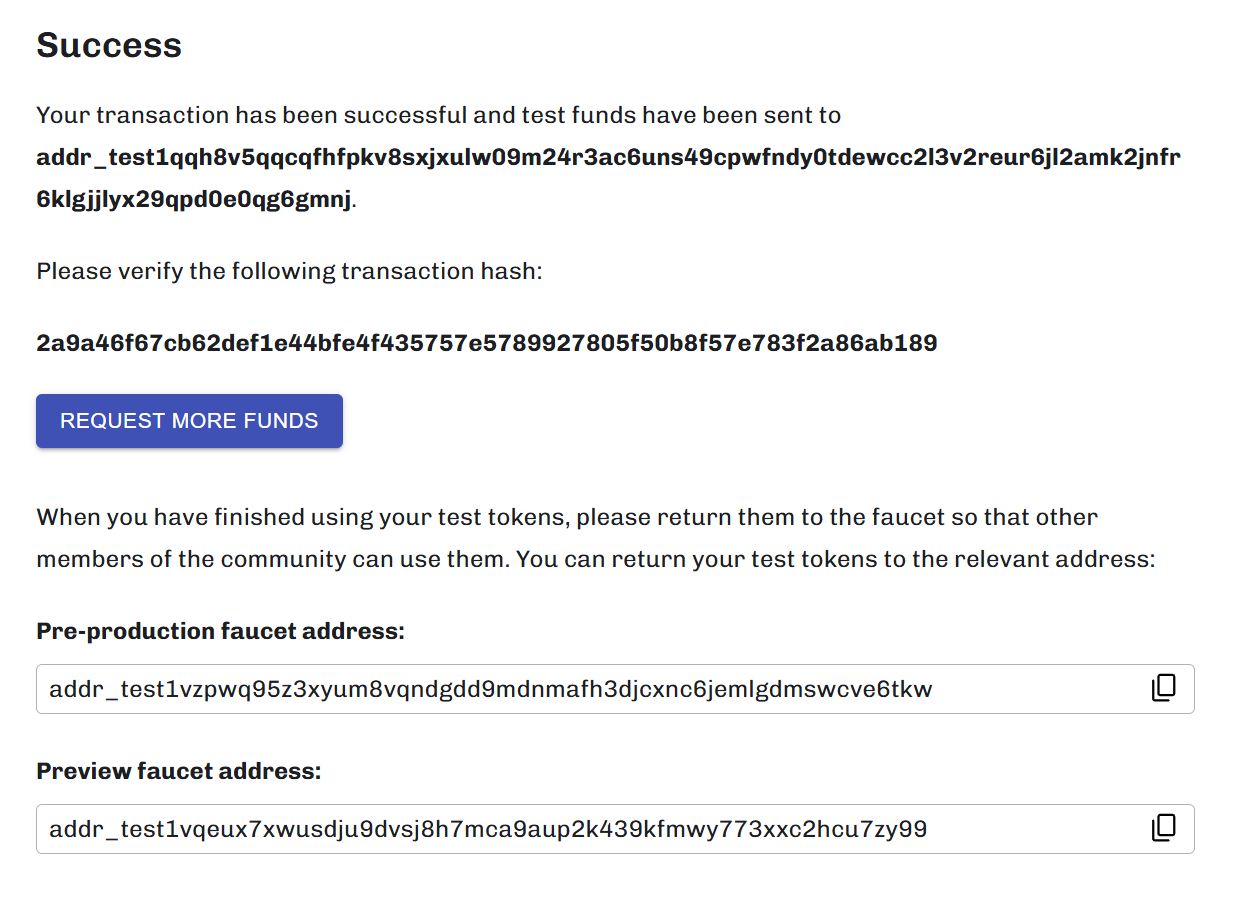 Success
Your transaction has been successful and test funds have been sent to
addr_test1qqh8v5qqcqfhfpkv8sxjxulw09m24r3ac6uns49cpwfndy0tdewcc2l3v2reur6jl2amk2jnfr
6klgjjlyx29qpd0e0qg6gmnj.
Please verify the following transaction hash:
2a9a46f67cb62def1e44bfe4f435757e5789927805f50b8f57e783f2a86ab189
REQUEST MORE FUNDS
When you have finished using your test tokens, please return them to the faucet so that other
members of the community can use them. You can return your test tokens to the relevant address:
Pre-production faucet address:
addr_test1vzpwq95z3xyum8vqndgdd9mdnmafh3djcxnc6jemlgdmswcve6tkw
Preview faucet address:
addr_test1vqeux7xwusdju9dvsj8h7mca9aup2k439kfmwy773xxc2hcu7zy99